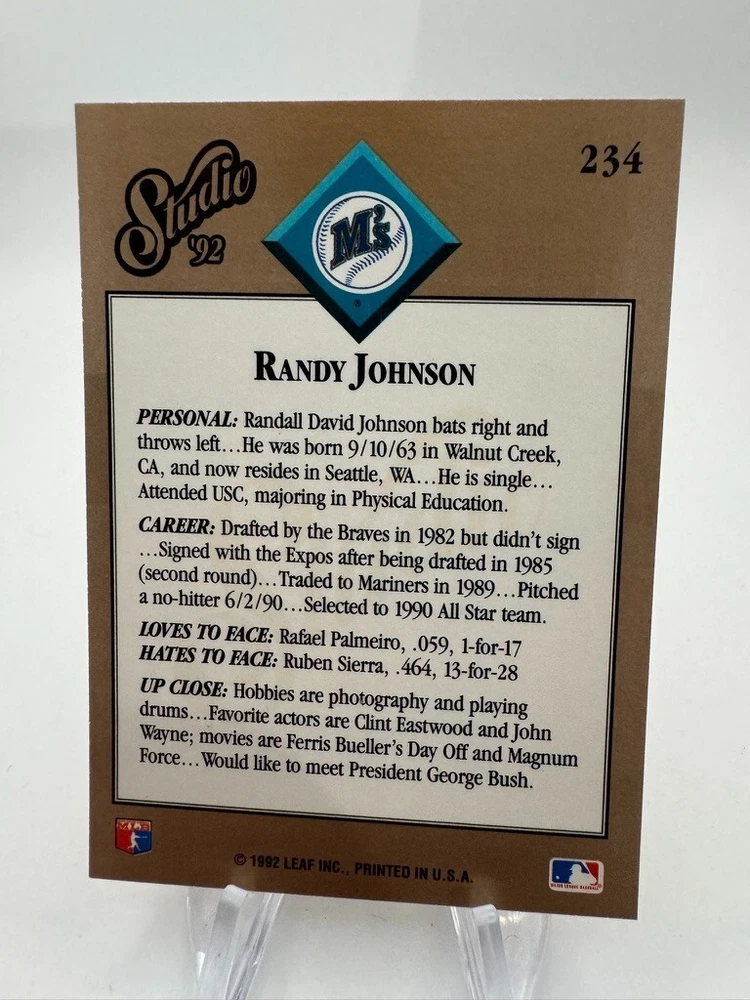 Studio
'92
234
M's
RANDY JOHNSON
PERSONAL: Randall David Johnson bats right and
throws left...He was born 9/10/63 in Walnut Creek,
CA, and now resides in Seattle, WA...He is single...
Attended USC, majoring in Physical Education.
CAREER: Drafted by the Braves in 1982 but didn't sign
...Signed with the Expos after being drafted in 1985
(second round)...Traded to Mariners in 1989...Pitched
a no-hitter 6/2/90...Selected to 1990 All Star team.
LOVES TO FACE: Rafael Palmeiro, .059, 1-for-17
HATES TO FACE: Ruben Sierra, .464, 13-for-28
UP CLOSE: Hobbies are photography and playing
drums...Favorite actors are Clint Eastwood and John
Wayne; movies are Ferris Bueller's Day Off and Magnum
Force...Would like to meet President George Bush.
MLB
© 1992 LEAF INC., PRINTED IN U.S.A.
MAJOR LEAGUE BASEBALL